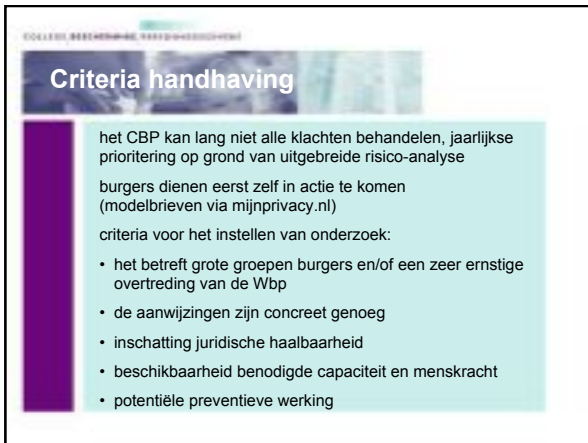 COLLEGE BESCHERMING PERSOONSGEGEVENS
Criteria handhaving
het CBP kan lang niet alle klachten behandelen, jaarlijkse
prioritering op grond van uitgebreide risico-analyse
burgers dienen eerst zelf in actie te komen
(modelbrieven via mijnprivacy.nl)
criteria voor het instellen van onderzoek:
• het betreft grote groepen burgers en/of een zeer ernstige
overtreding van de Wbp
• de aanwijzingen zijn concreet genoeg
• inschatting juridische haalbaarheid
• beschikbaarheid benodigde capaciteit en menskracht
• potentiële preventieve werking